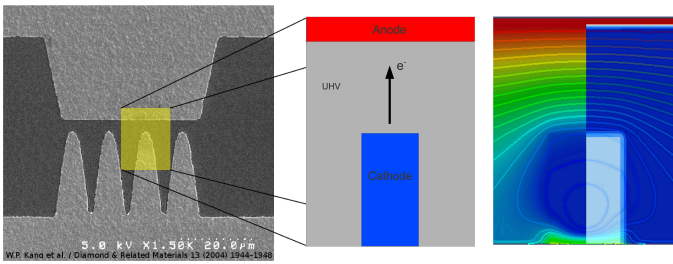 Anode
e-
UHV
Cathode
5.0 kV X1.50K 20.0μm
W.P. Kang et al. / Diamond & Related Materials 13 (2004) 1944–1948